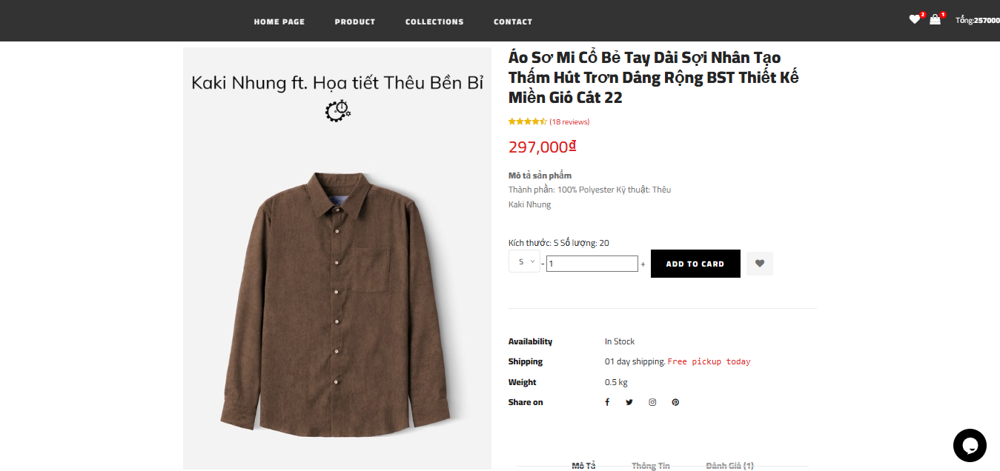 HOME PAGE PRODUCT COLLECTIONS CONTACT 2 1 Tổng:257000
Kaki Nhung ft. Họa tiết Thêu Bền Bỉ
Áo Sơ Mi Cổ Bẻ Tay Dài Sợi Nhân Tạo
Thấm Hút Trơn Dáng Rộng BST Thiết Kế
Miền Gió Cát 22
(18 reviews)
297,000₫
Mô tả sản phẩm
Thành phần: 100% Polyester Kỹ thuật: Thêu
Kaki Nhung
Kích thước: S Số lượng: 20
S - 1 + ADD TO CARD
Availability In Stock
Shipping 01 day shipping. Free pickup today
Weight 0.5 kg
Share on
Mô Tả Thông Tin Đánh Giá (1)